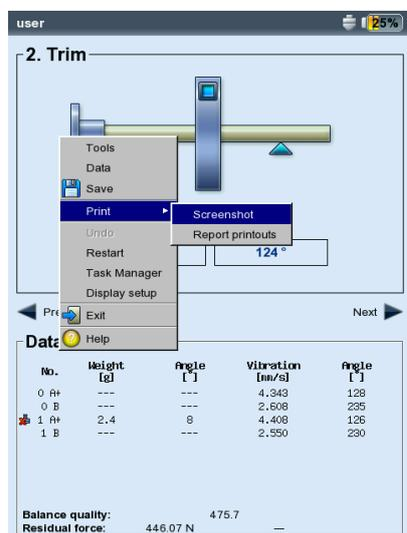 user 25%
2. Trim
Tools
Data
Save
Print
Screenshot
Report printouts
Undo
124 °
Restart
Task Manager
Display setup
Pre
Exit
Next
Help
Data
No. Weight [g] Angle [°] Vibration [mm/s] Angle [°]
0 A+ --- --- 4.343 128
0 B --- --- 2.608 235
1 A+ 2.4 8 4.408 126
1 B --- --- 2.550 230
Balance quality: 475.7
Residual force: 446.07 N —